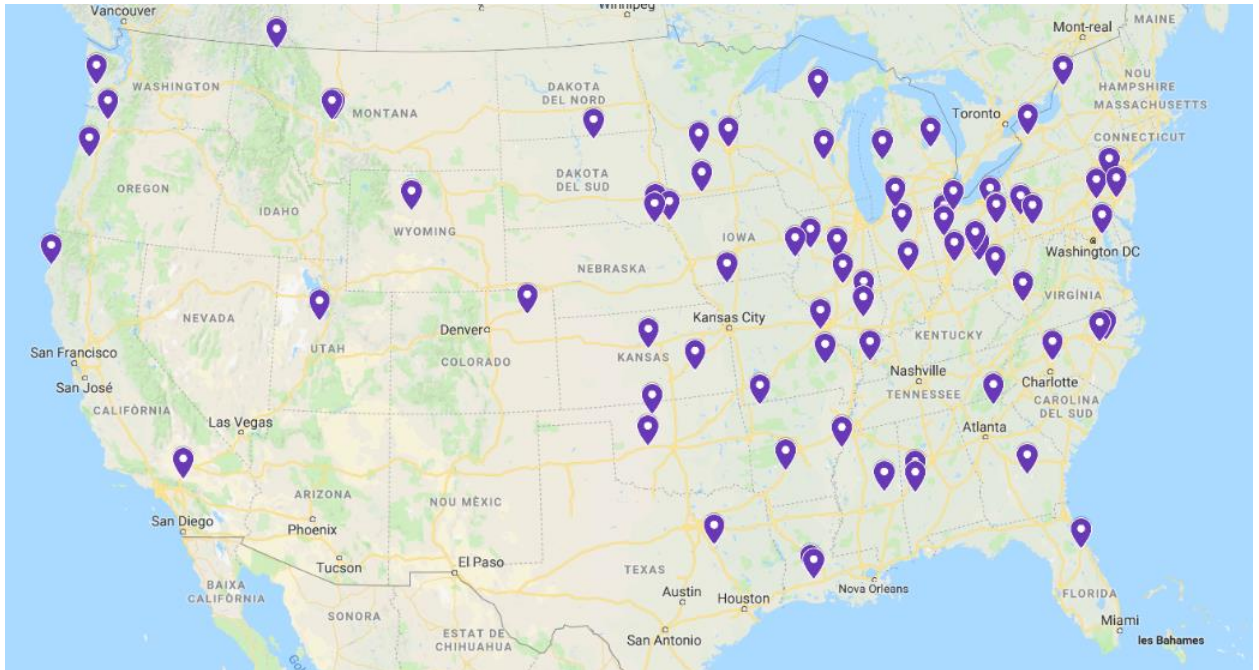 Winnipeg
Vancouver
MAINE
Mont-real
WASHINGTON
DAKOTA
DEL NORD
MONTANA
NOU
HAMPSHIRE
MASSACHUSETTS
Toronto
CONNECTICUT
OREGON
DAKOTA
DEL SUD
IDAHO
WYOMING
IOWA
Washington DC
NEBRASKA
NEVADA
VIRGÍNIA
Kansas City
Denver
UTAH
COLORADO
KANSAS
KENTUCKY
San Francisco
San José
Nashville
TENNESSEE
Charlotte
CAROLINA
DEL SUD
CALIFÒRNIA
Las Vegas
Atlanta
ARIZONA
NOU MÈXIC
San Diego
Phoenix
Tucson
El Paso
TEXAS
BAIXA
CALIFÒRNIA
Austin
Houston
Nova Orleans
FLORIDA
SONORA
ESTAT DE
CHIHUAHUA
San Antonio
Miami
les Bahames